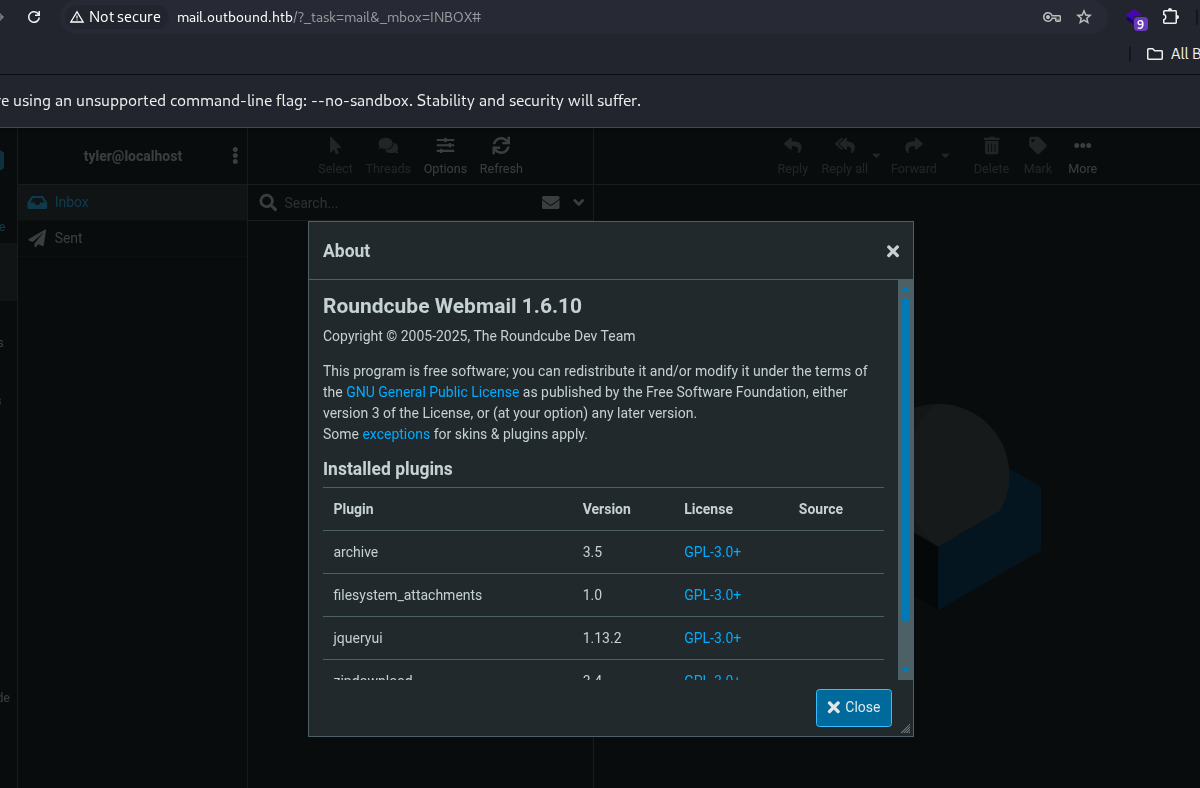 Not secure mail.outbound.htb/?_task=mail&_mbox=INBOX#
9
All B
e using an unsupported command-line flag: --no-sandbox. Stability and security will suffer.
tyler@localhost
Select Threads Options Refresh
Reply Reply all Forward Delete Mark More
Inbox
Search...
Sent
About
Roundcube Webmail 1.6.10
Copyright © 2005-2025, The Roundcube Dev Team
This program is free software; you can redistribute it and/or modify it under the terms of
the GNU General Public License as published by the Free Software Foundation, either
version 3 of the License, or (at your option) any later version.
Some exceptions for skins & plugins apply.
Installed plugins
Plugin Version License Source
archive 3.5 GPL-3.0+
filesystem_attachments 1.0 GPL-3.0+
jqueryui 1.13.2 GPL-3.0+
zipdownload 3.4 GPL-3.0+
Close